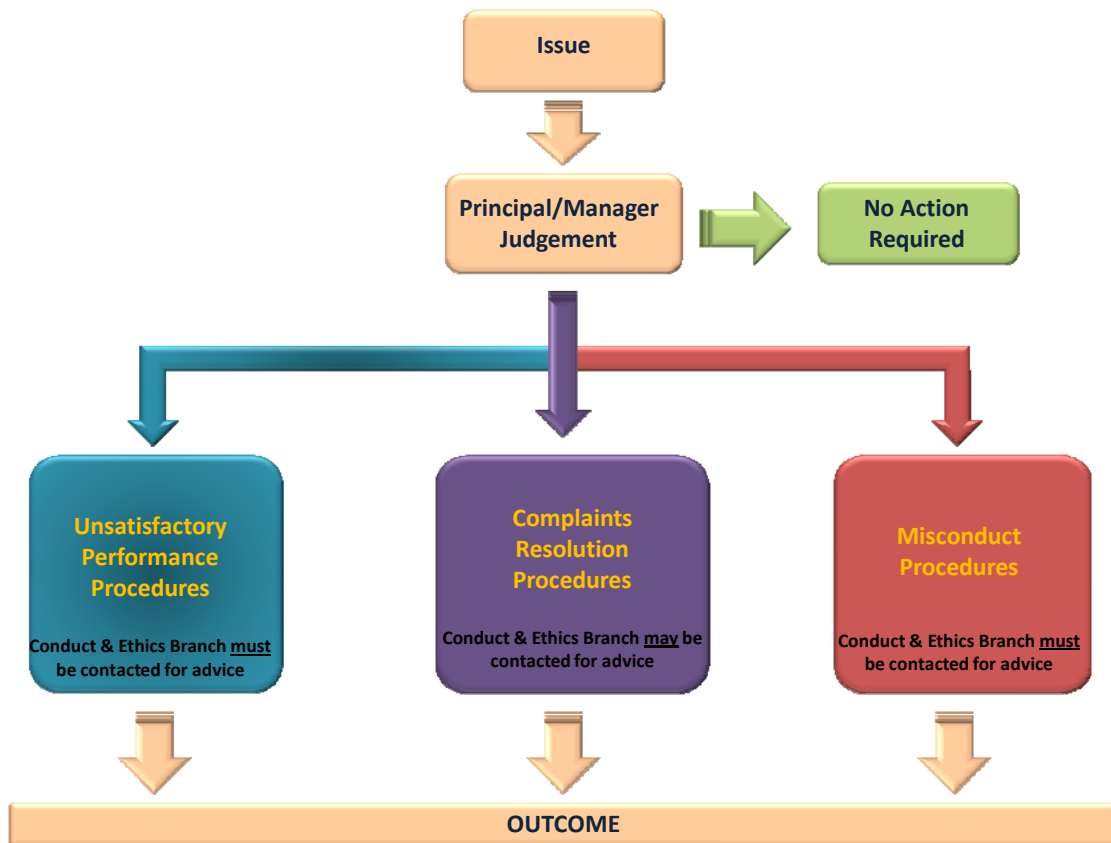 Issue
Principal/Manager
Judgement
No Action
Required
Unsatisfactory
Performance
Procedures
Conduct & Ethics Branch must
be contacted for advice
Complaints
Resolution
Procedures
Conduct & Ethics Branch may be
contacted for advice
Misconduct
Procedures
Conduct & Ethics Branch must
be contacted for advice
OUTCOME